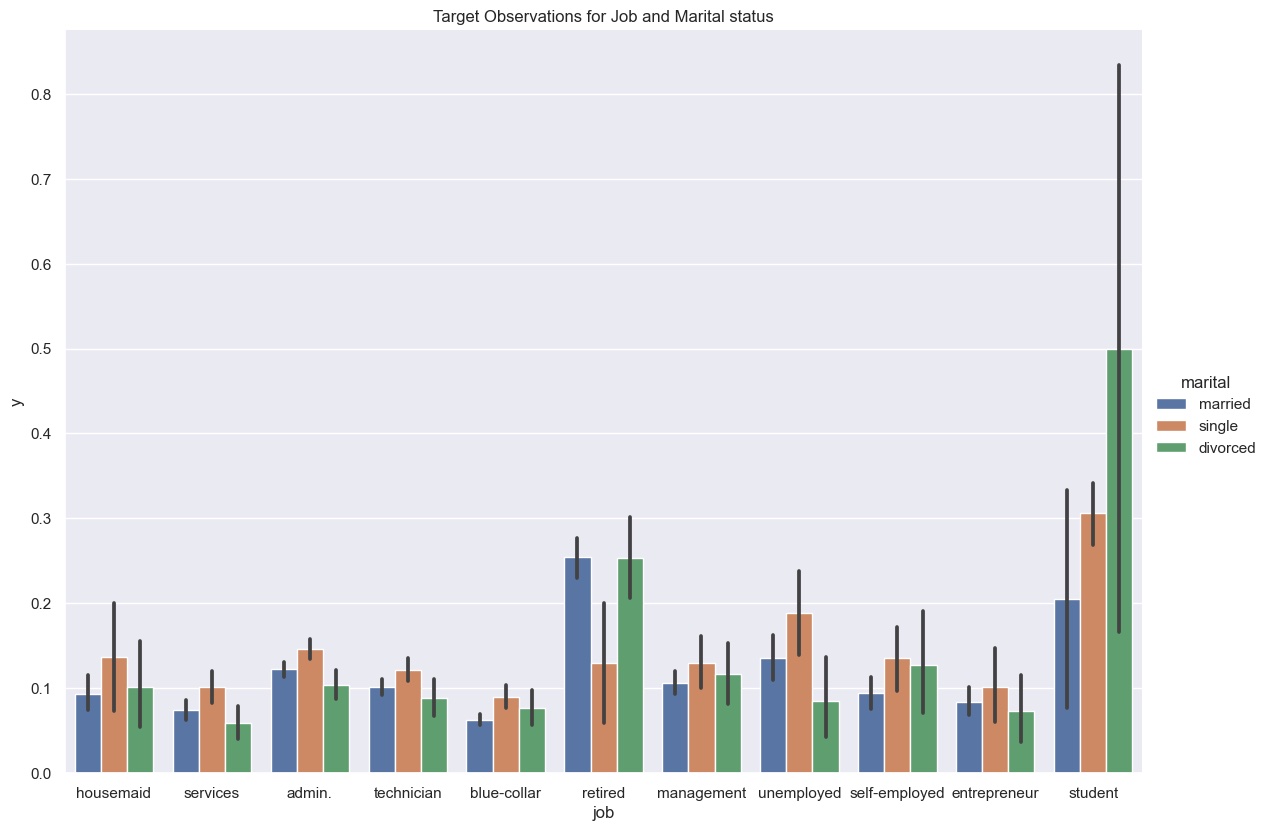 Target Observations for Job and Marital status
0.8
0.7
0.6
0.5
0.4
0.3
0.2
0.1
0.0
y
housemaid services admin. technician blue-collar retired management unemployed self-employed entrepreneur student
job
marital
married
single
divorced